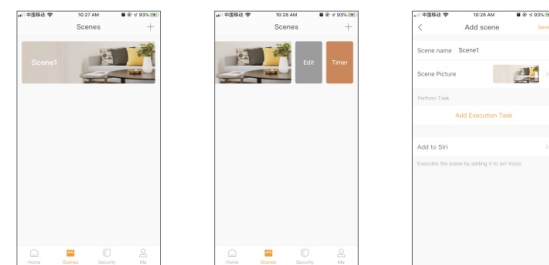 中国移动 10:27 AM 93%
Scenes +
Scene1
Home Scenes Security Me
中国移动 10:28 AM 93%
Scenes +
Edit Timer
Home Scenes Security Me
中国移动 10:28 AM 93%
< Add scene Save
Scene name Scene1
Scene Picture >
Perform Task
Add Execution Task
Add to Siri >
Execute the scene by adding it to siri Voice